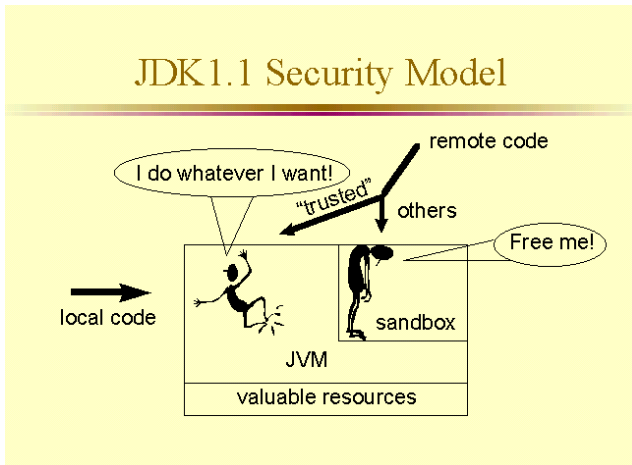 JDK1.1 Security Model
remote code
I do whatever I want!
"trusted"
others
Free me!
local code
sandbox
JVM
valuable resources